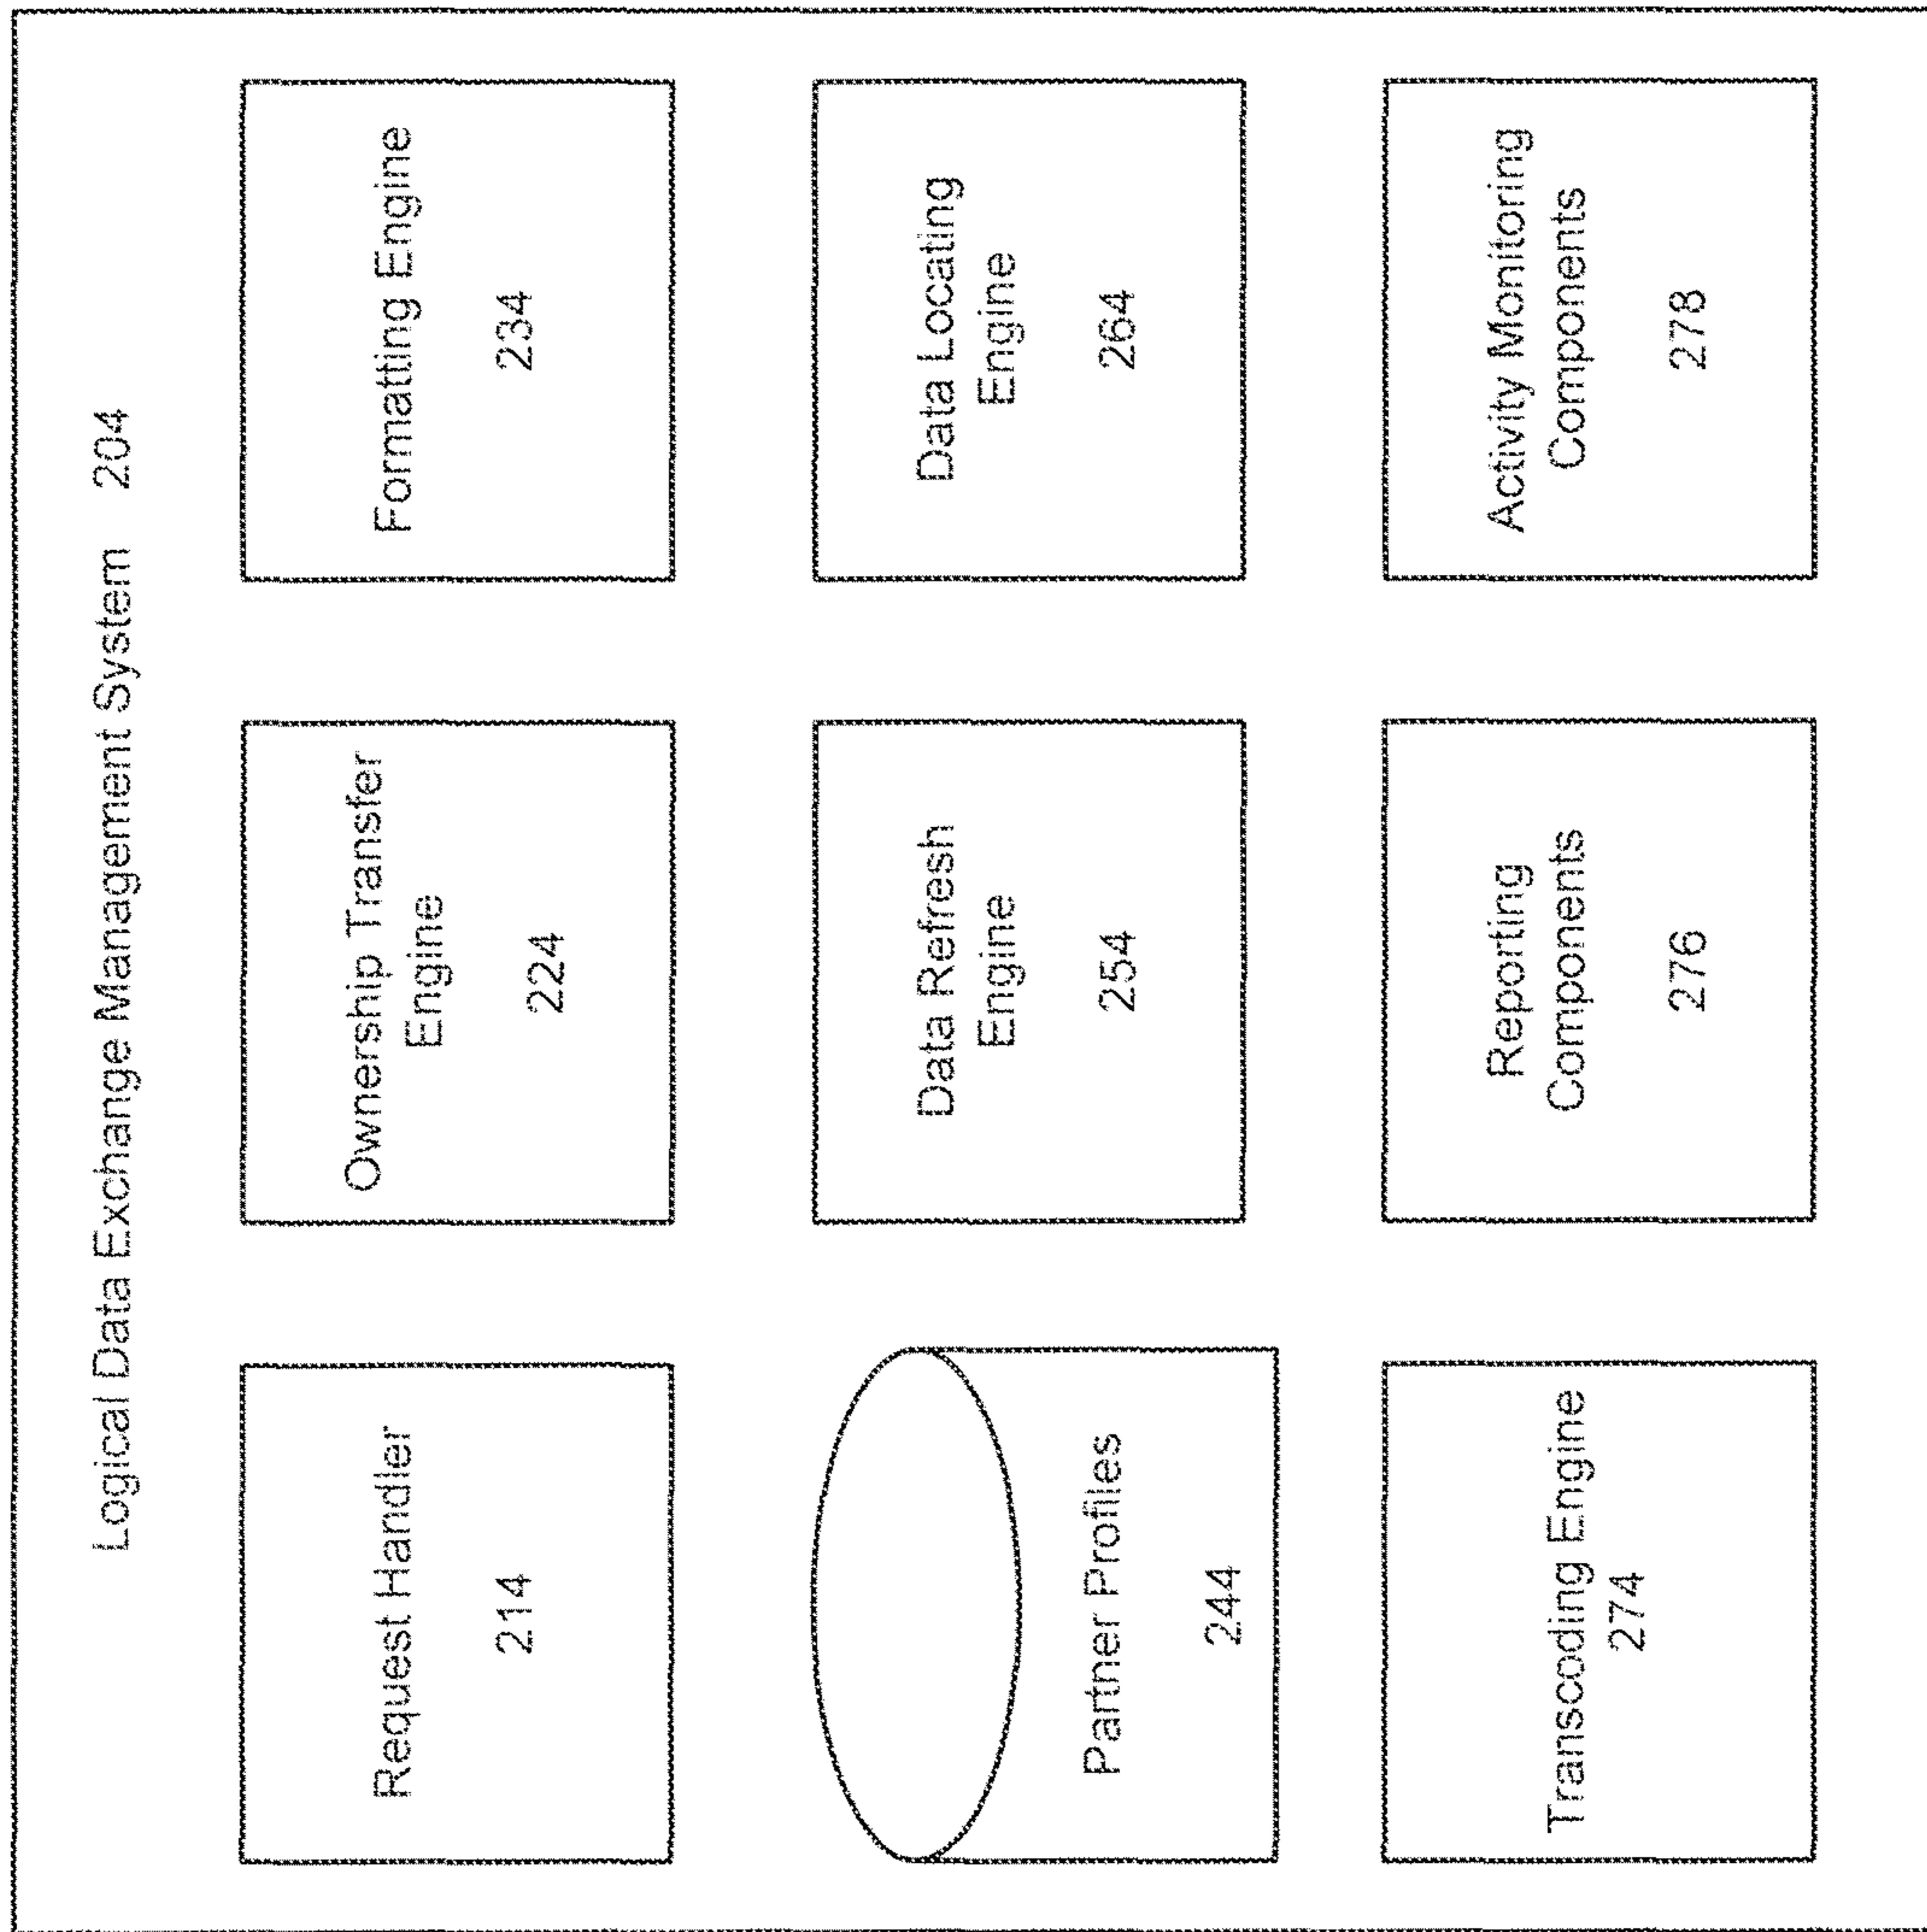 Logical Data Exchange Management System 204
Request Handler
214
Ownership Transfer
Engine
224
Formatting Engine
234
Partner Profiles
244
Data Refresh
Engine
254
Data Locating
Engine
264
Transcoding Engine
274
Reporting
Components
276
Activity Monitoring
Components
278